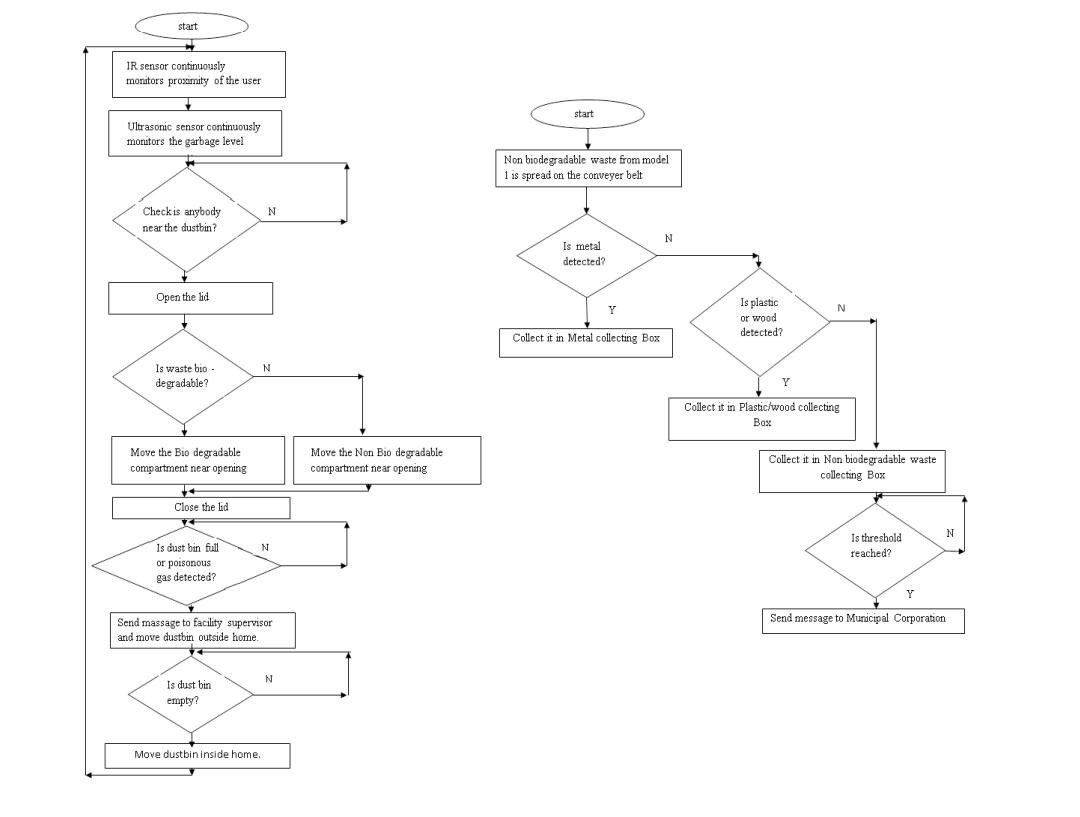 start
IR sensor continuously
monitors proximity of the user
Ultrasonic sensor continuously
monitors the garbage level
Check is anybody
near the dustbin?
N
Open the lid
Is waste bio -
degradable?
N
Move the Bio degradable
compartment near opening
Move the Non Bio degradable
compartment near opening
Close the lid
Is dust bin full
or poisonous
gas detected?
N
Send massage to facility supervisor
and move dustbin outside home.
Is dust bin
empty?
N
Move dustbin inside home.
start
Non biodegradable waste from model
1 is spread on the conveyer belt
Is metal
detected?
N
Y
Collect it in Metal collecting Box
Is plastic
or wood
detected?
N
Y
Collect it in Plastic/wood collecting
Box
Collect it in Non biodegradable waste
collecting Box
Is threshold
reached?
N
Y
Send message to Municipal Corporation